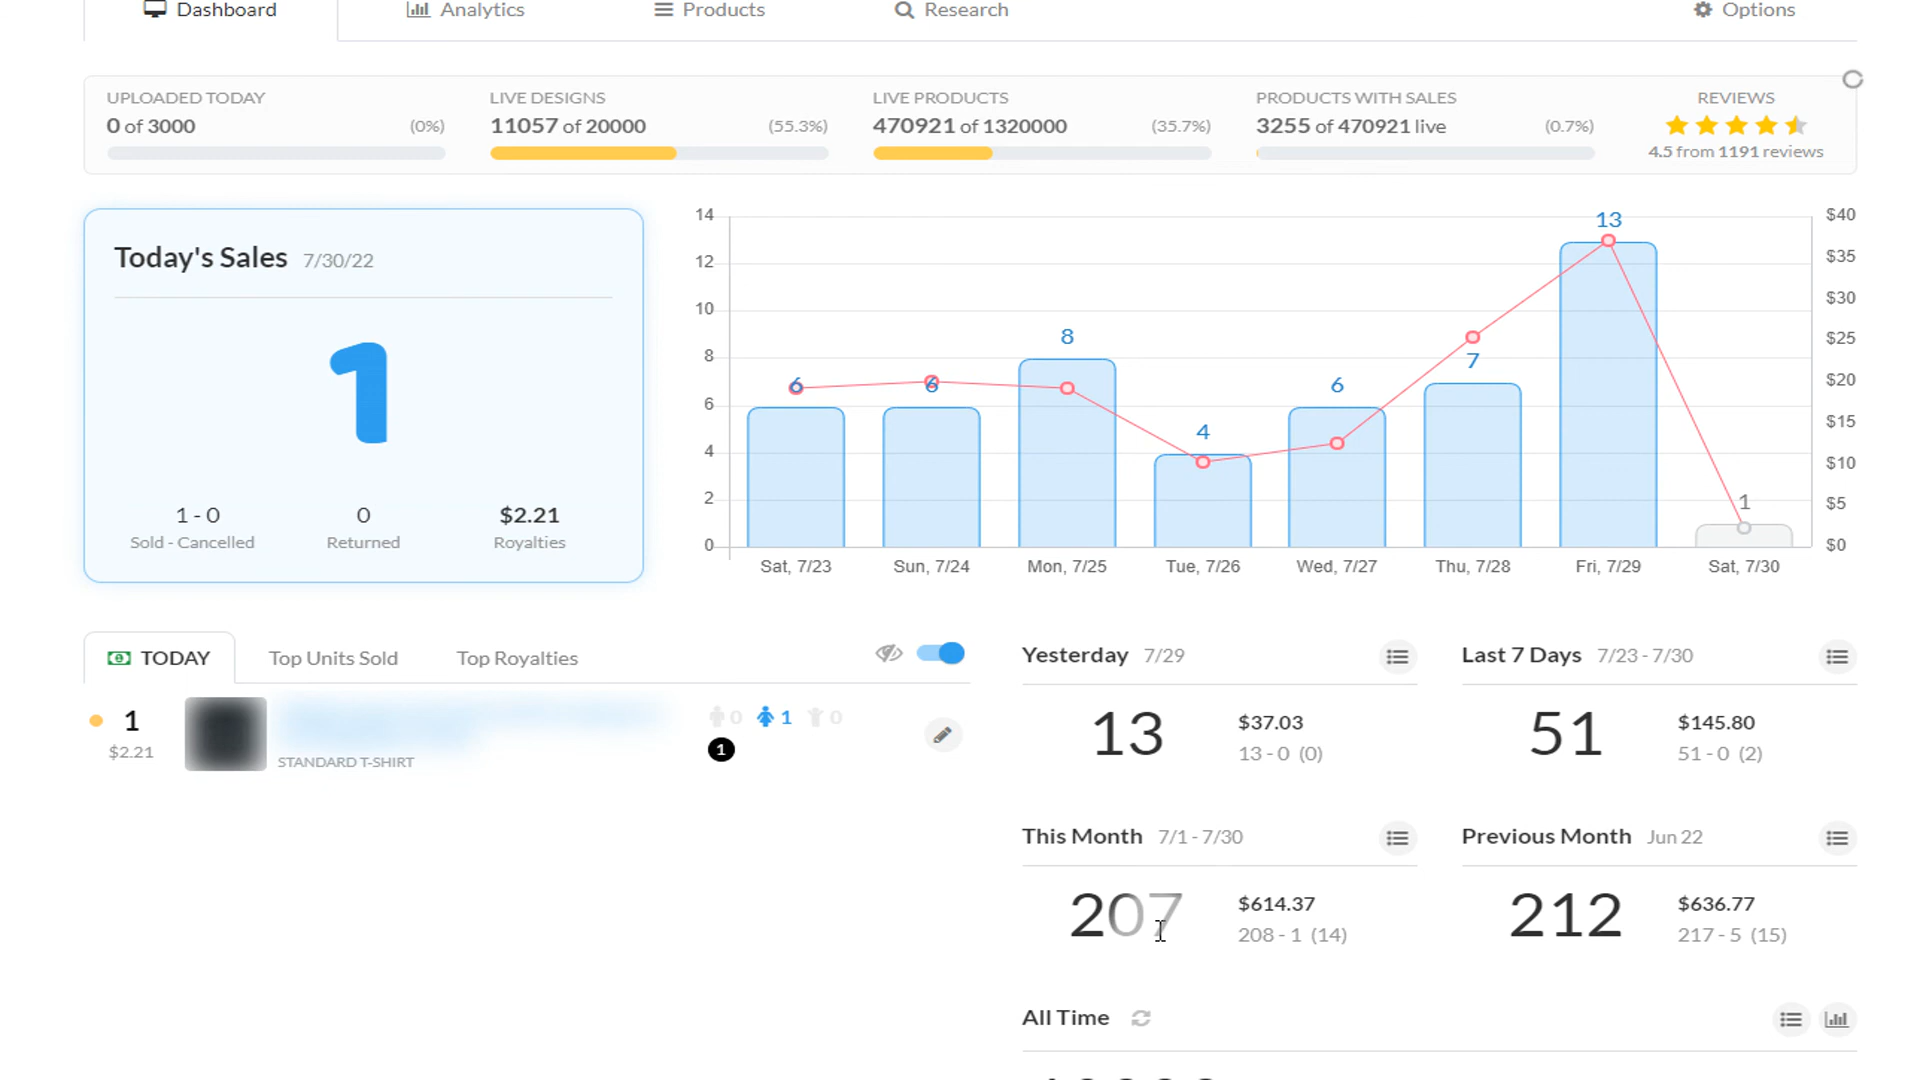 Dashboard
Analytics
Products
Research
Options
UPLOADED TODAY
0 of 3000
(0%)
LIVE DESIGNS
11057 of 20000
(55.3%)
LIVE PRODUCTS
470921 of 1320000
(35.7%)
PRODUCTS WITH SALES
3255 of 470921 live
(0.7%)
REVIEWS
4.5 from 1191 reviews
Today's Sales 7/30/22
1
1 - 0
Sold - Cancelled
0
Returned
$2.21
Royalties
14
12
10
8
6
4
2
0
6
6
8
4
6
7
13
1
$40
$35
$30
$25
$20
$15
$10
$5
$0
Sat, 7/23
Sun, 7/24
Mon, 7/25
Tue, 7/26
Wed, 7/27
Thu, 7/28
Fri, 7/29
Sat, 7/30
TODAY
Top Units Sold
Top Royalties
1
$2.21
STANDARD T-SHIRT
0
1
0
1
Yesterday 7/29
13
$37.03
13 - 0 (0)
Last 7 Days 7/23 - 7/30
51
$145.80
51 - 0 (2)
This Month 7/1 - 7/30
207
$614.37
208 - 1 (14)
Previous Month Jun 22
212
$636.77
217 - 5 (15)
All Time